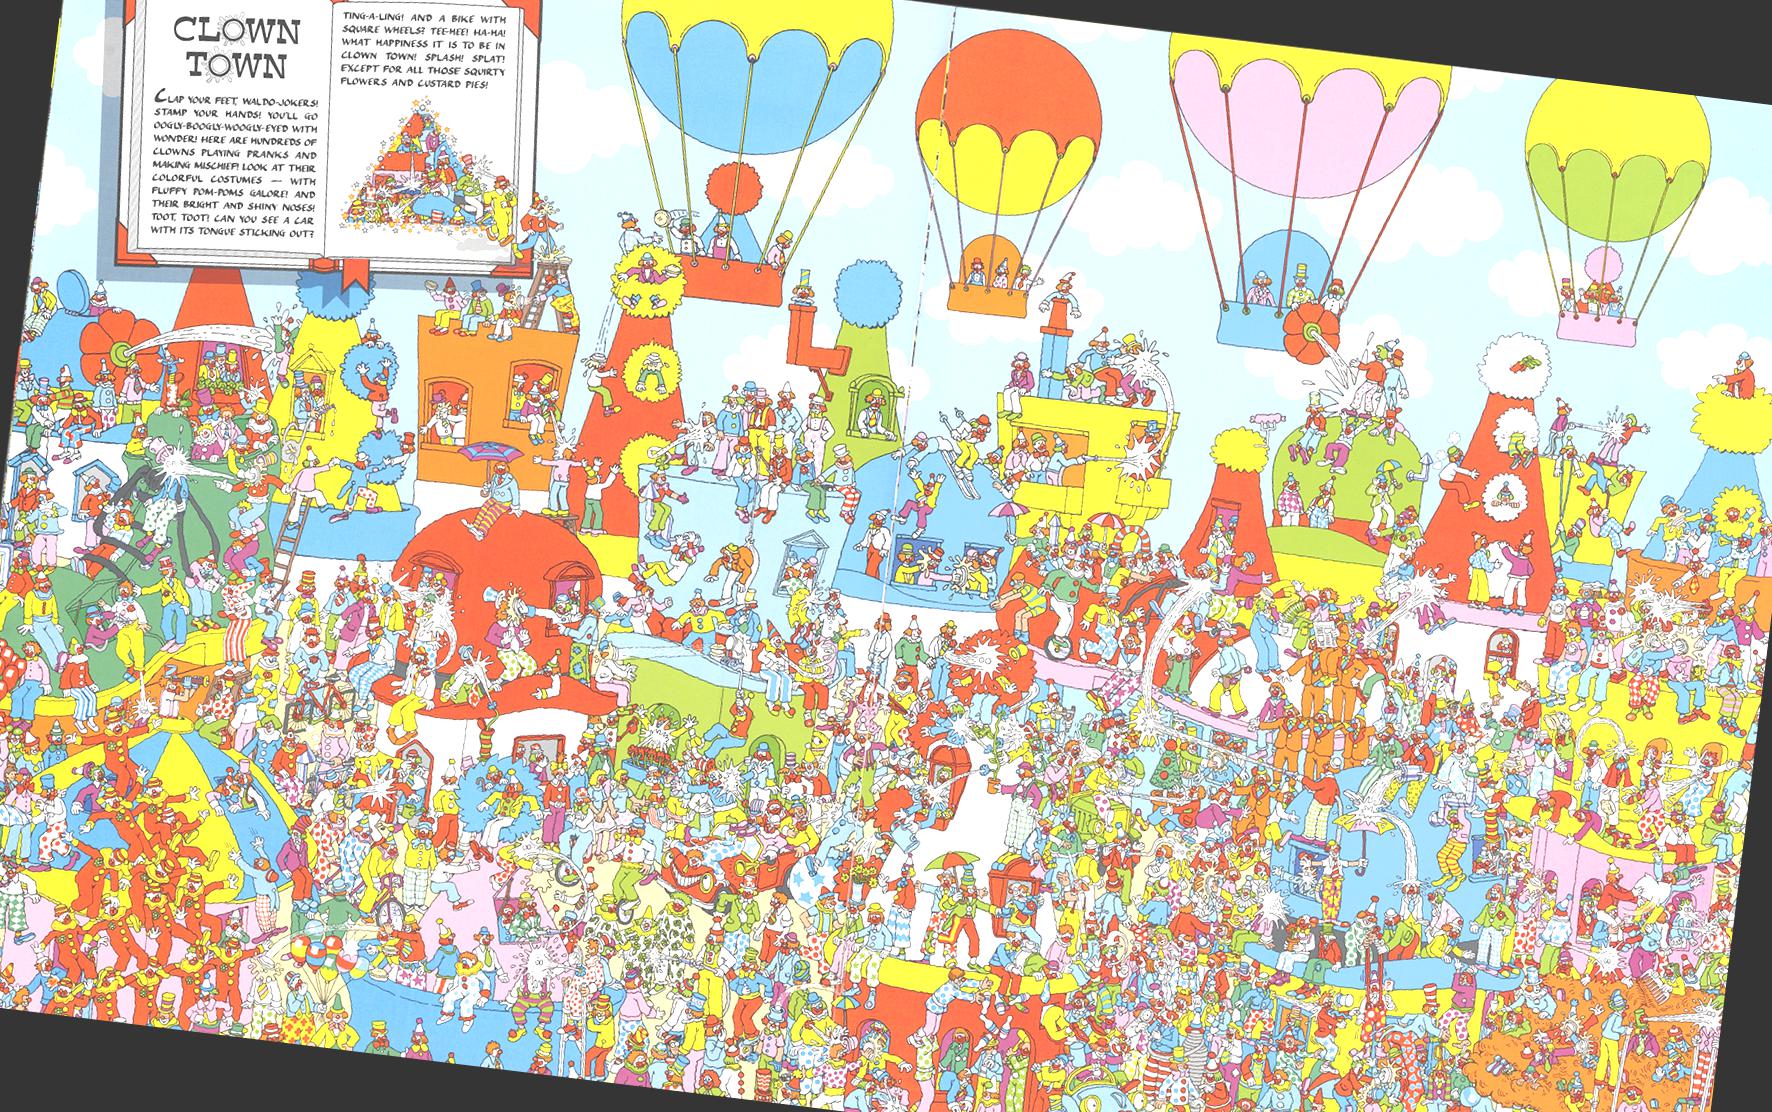 CLOWN
TOWN
CLAP YOUR FEET, WALDO-JOKERS!
STAMP YOUR HANDS! YOU'LL GO
OOGLY-BOOGLY-WOOGLY-EYED WITH
WONDER! HERE ARE HUNDREDS OF
CLOWNS PLAYING PRANKS AND
MAKING MISCHIEF! LOOK AT THEIR
COLORFUL COSTUMES — WITH
FLUFFY POM-POMS GALORE! AND
THEIR BRIGHT AND SHINY NOSES!
TOOT, TOOT! CAN YOU SEE A CAR
WITH ITS TONGUE STICKING OUT?
TING-A-LING! AND A BIKE WITH
SQUARE WHEELS? TEE-HEE! HA-HA!
WHAT HAPPINESS IT IS TO BE IN
CLOWN TOWN! SPLASH! SPLAT!
EXCEPT FOR ALL THOSE SQUIRTY
FLOWERS AND CUSTARD PIES!